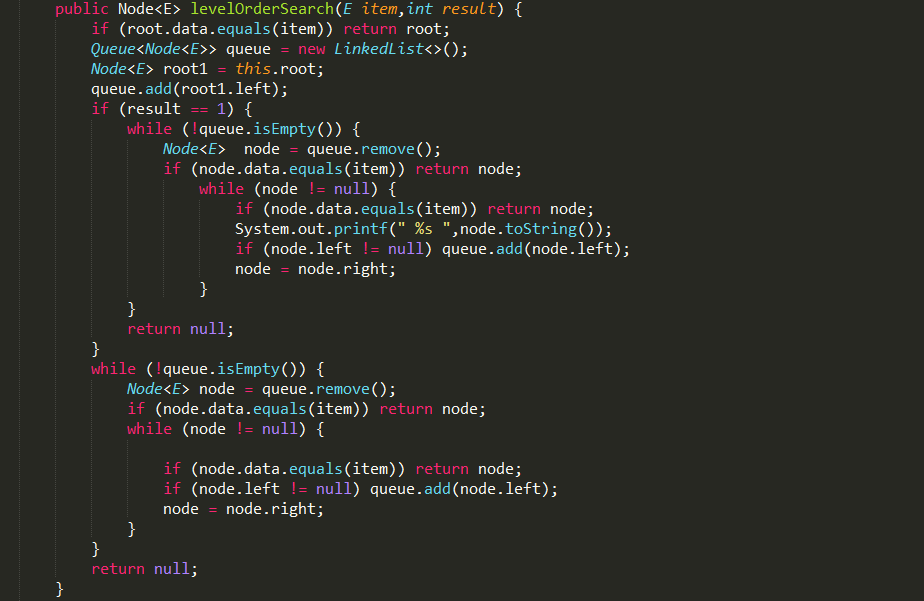 public Node<E> levelOrderSearch(E item,int result) {
if (root.data.equals(item)) return root;
Queue<Node<E>> queue = new LinkedList<>();
Node<E> root1 = this.root;
queue.add(root1.left);
if (result == 1) {
while (!queue.isEmpty()) {
Node<E>  node = queue.remove();
if (node.data.equals(item)) return node;
while (node != null) {
if (node.data.equals(item)) return node;
System.out.printf(" %s ",node.toString());
if (node.left != null) queue.add(node.left);
node = node.right;
}
}
return null;
}
while (!queue.isEmpty()) {
Node<E> node = queue.remove();
if (node.data.equals(item)) return node;
while (node != null) {
if (node.data.equals(item)) return node;
if (node.left != null) queue.add(node.left);
node = node.right;
}
}
return null;
}